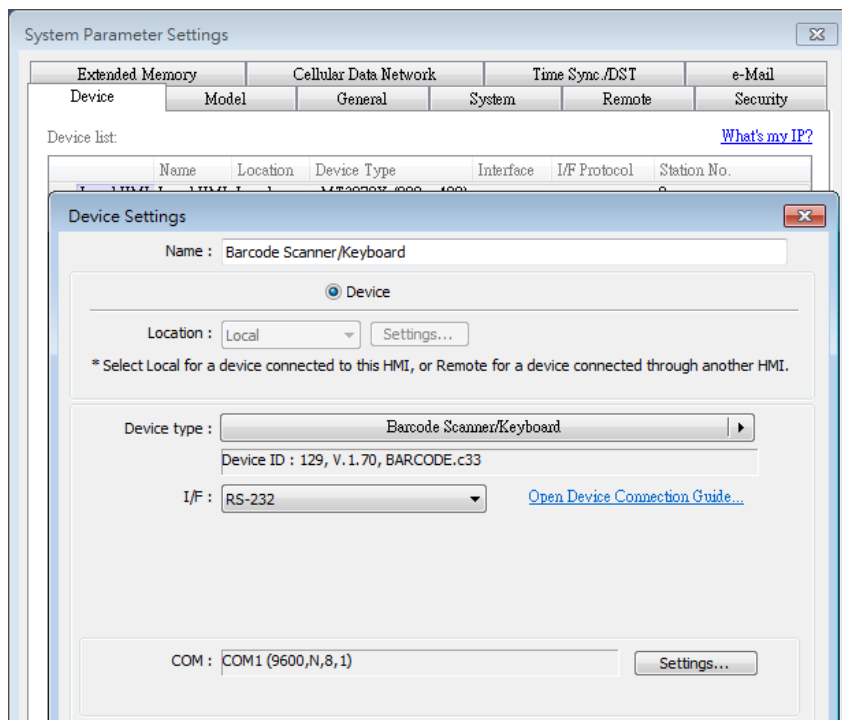 System Parameter Settings
Extended Memory Cellular Data Network Time Sync./DST e-Mail
Device Model General System Remote Security
Device list: What's my IP?
Name Location Device Type Interface I/F Protocol Station No.
Device Settings
Name : Barcode Scanner/Keyboard
Device
Location : Local Settings...
* Select Local for a device connected to this HMI, or Remote for a device connected through another HMI.
Device type : Barcode Scanner/Keyboard
Device ID : 129, V.1.70, BARCODE.c33
I/F : RS-232 Open Device Connection Guide...
COM : COM1 (9600,N,8,1) Settings...